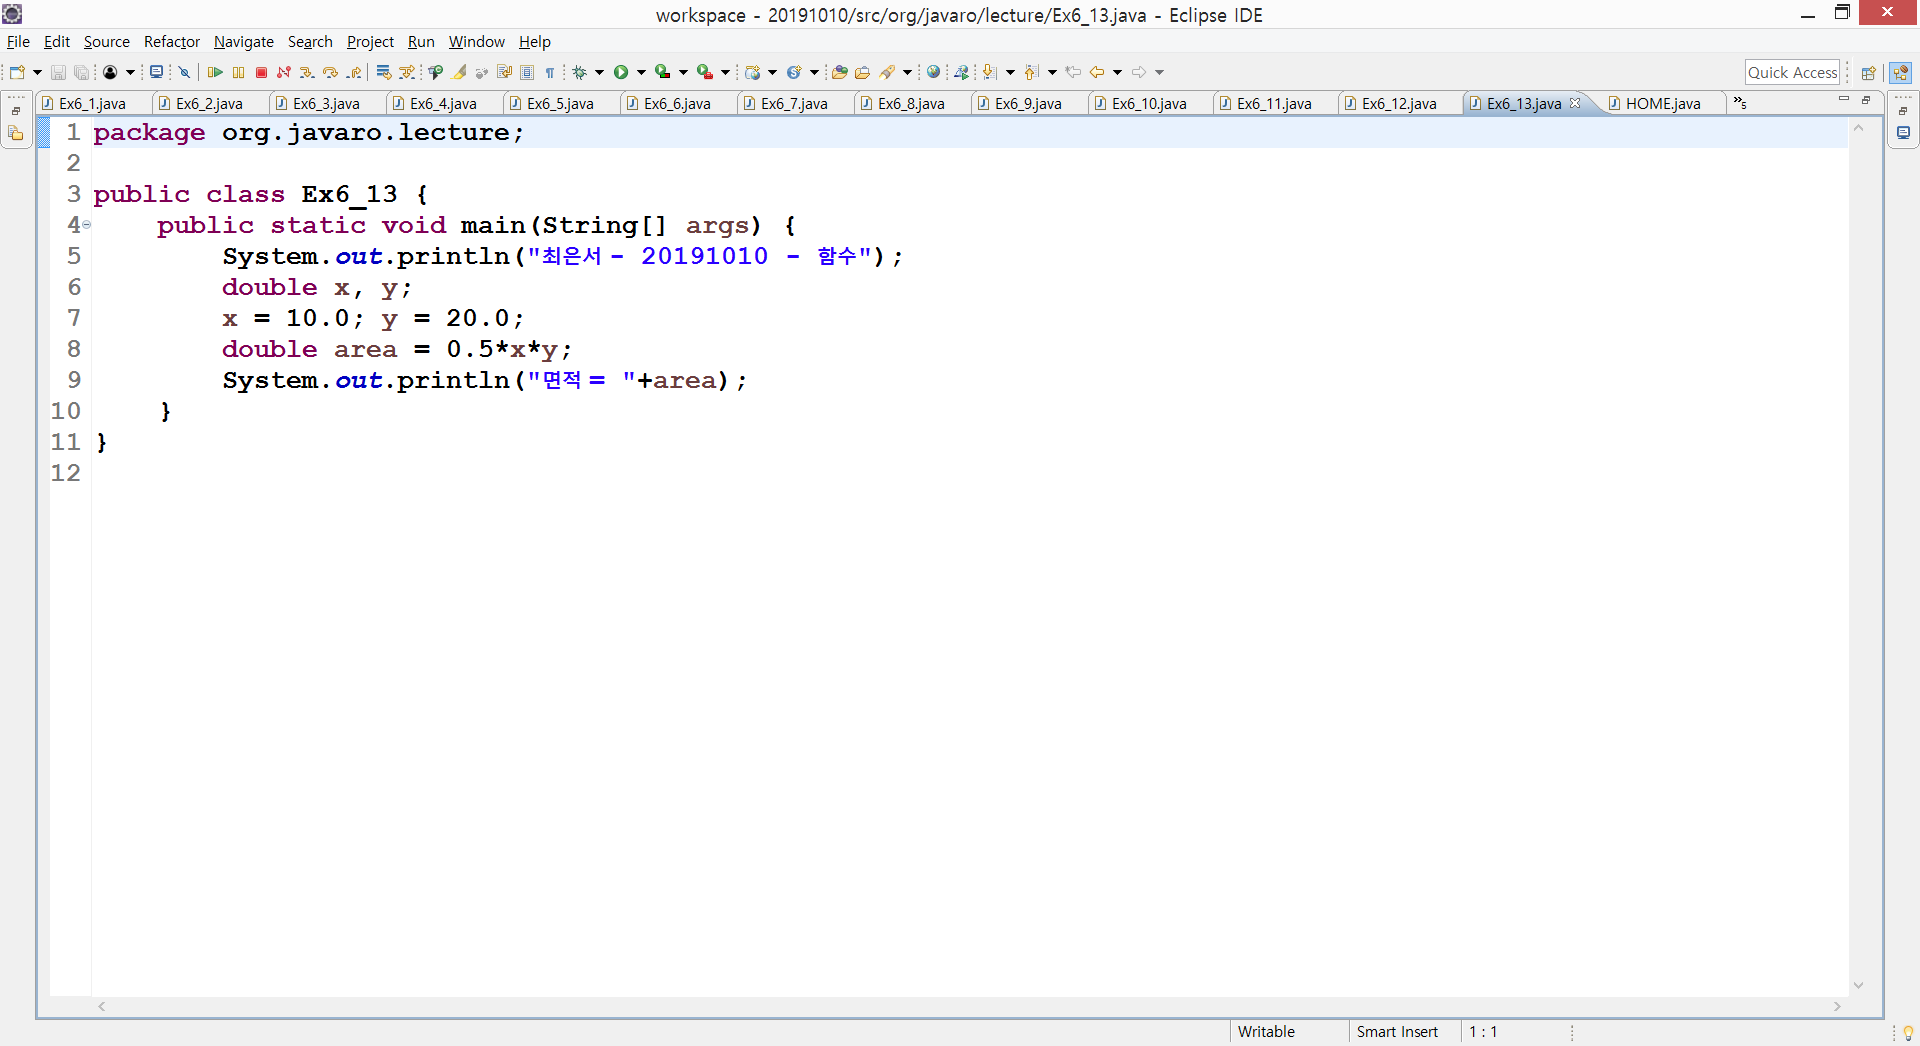 workspace - 20191010/src/org/javaro/lecture/Ex6_13.java - Eclipse IDE
File Edit Source Refactor Navigate Search Project Run Window Help
Quick Access
Ex6_1.java Ex6_2.java Ex6_3.java Ex6_4.java Ex6_5.java Ex6_6.java Ex6_7.java Ex6_8.java Ex6_9.java Ex6_10.java Ex6_11.java Ex6_12.java Ex6_13.java HOME.java »5
1 package org.javaro.lecture;
2
3 public class Ex6_13 {
4 public static void main(String[] args) {
5 System.out.println("최은서 - 20191010 - 함수");
6 double x, y;
7 x = 10.0; y = 20.0;
8 double area = 0.5*x*y;
9 System.out.println("면적 = "+area);
10 }
11 }
12
Writable Smart Insert 1 : 1